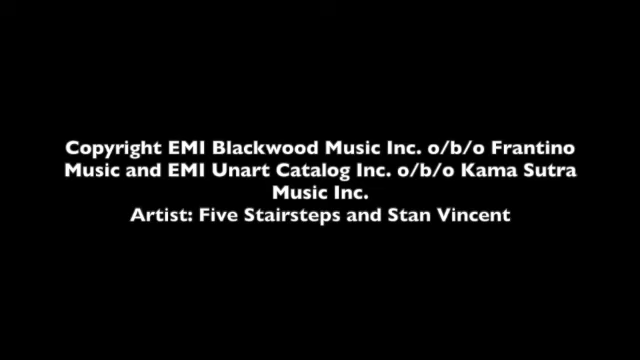 Copyright EMI Blackwood Music Inc. o/b/o Frantino
Music and EMI Unart Catalog Inc. o/b/o Kama Sutra
Music Inc.
Artist: Five Stairsteps and Stan Vincent